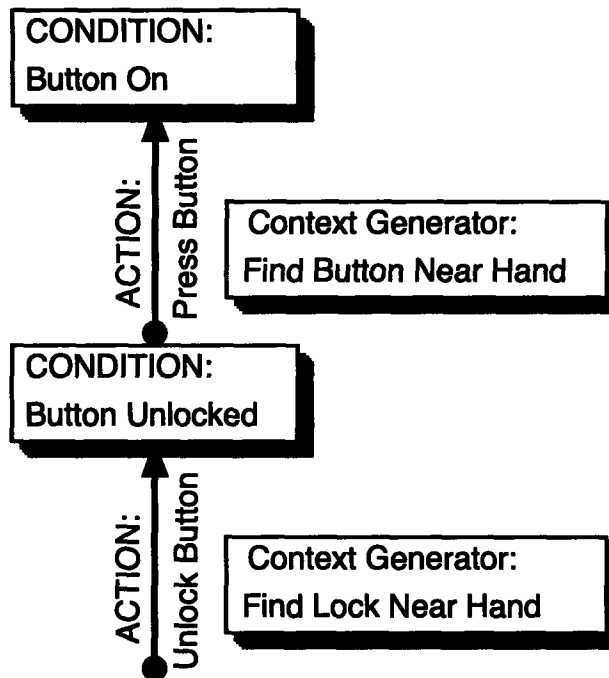 CONDITION:
Button On
ACTION:
Press Button
Context Generator:
Find Button Near Hand
CONDITION:
Button Unlocked
ACTION:
Unlock Button
Context Generator:
Find Lock Near Hand